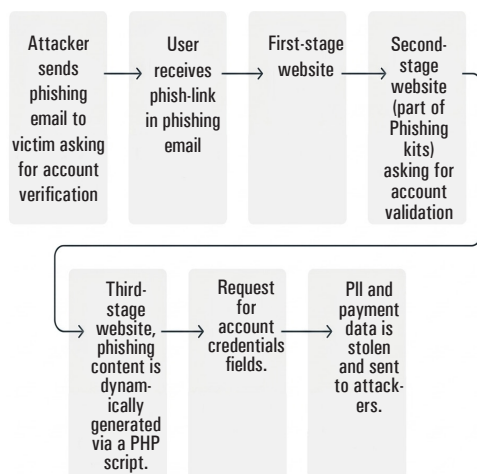 Attacker
sends
phishing
email to
victim asking
for account
verification
User
receives
phish-link
in phishing
email
First-stage
website
Second-
stage
website
(part of
Phishing
kits)
asking for
account
validation
Third-
stage
website,
phishing
content is
dynam-
ically
generated
via a PHP
script.
Request
for
account
credentials
fields.
PII and
payment
data is
stolen
and sent
to attack-
ers.